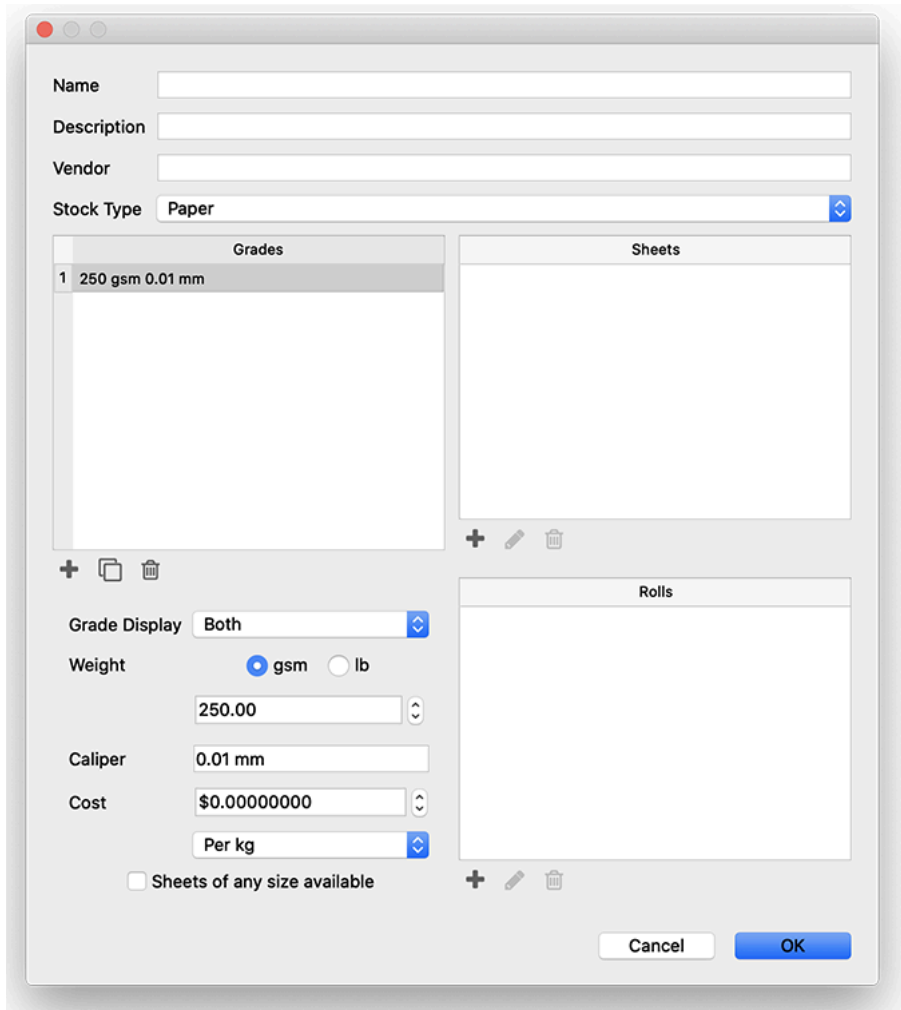 Name
Description
Vendor
Stock Type Paper
Grades
1 250 gsm 0.01 mm
Sheets
Grade Display Both
Weight gsm lb
250.00
Caliper 0.01 mm
Cost $0.00000000
Per kg
Sheets of any size available
Rolls
Cancel OK